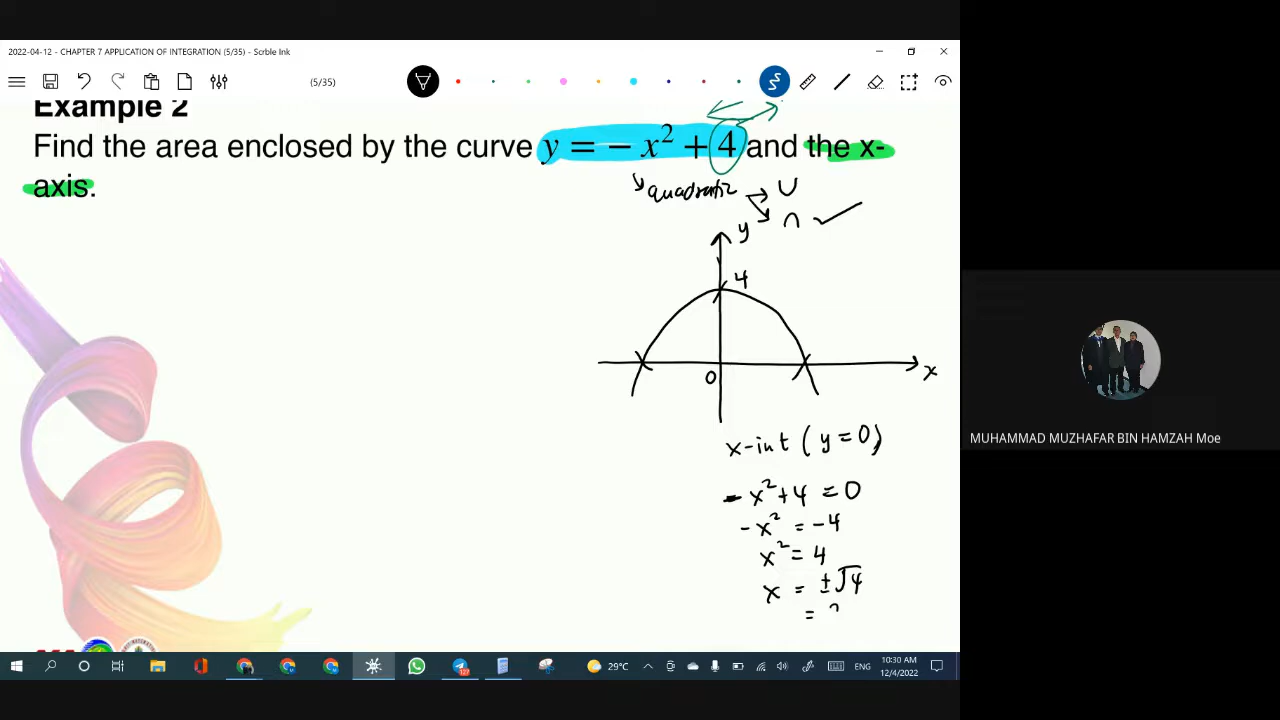 2022-04-12 - CHAPTER 7 APPLICATION OF INTEGRATION (5/35) - Scrble Ink
(5/35)
Example 2
Find the area enclosed by the curve y = − x² + 4 and the x-
axis.
quadratic
∪
∩
y
4
0
x
x-int (y=0)
-x²+4 = 0
-x² = -4
x² = 4
x = ±√4
=
MUHAMMAD MUZHAFAR BIN HAMZAH Moe
127
29°C
ENG
10:30 AM
12/4/2022